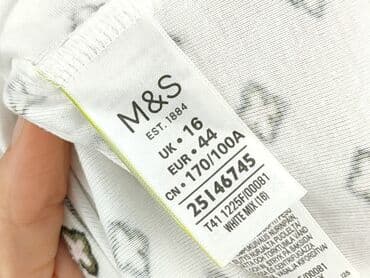 M&S
EST. 1884
UK • 16
EUR • 44
CN • 170/100A
25146745
T41 1225F/00081
WHITE MIX (16)